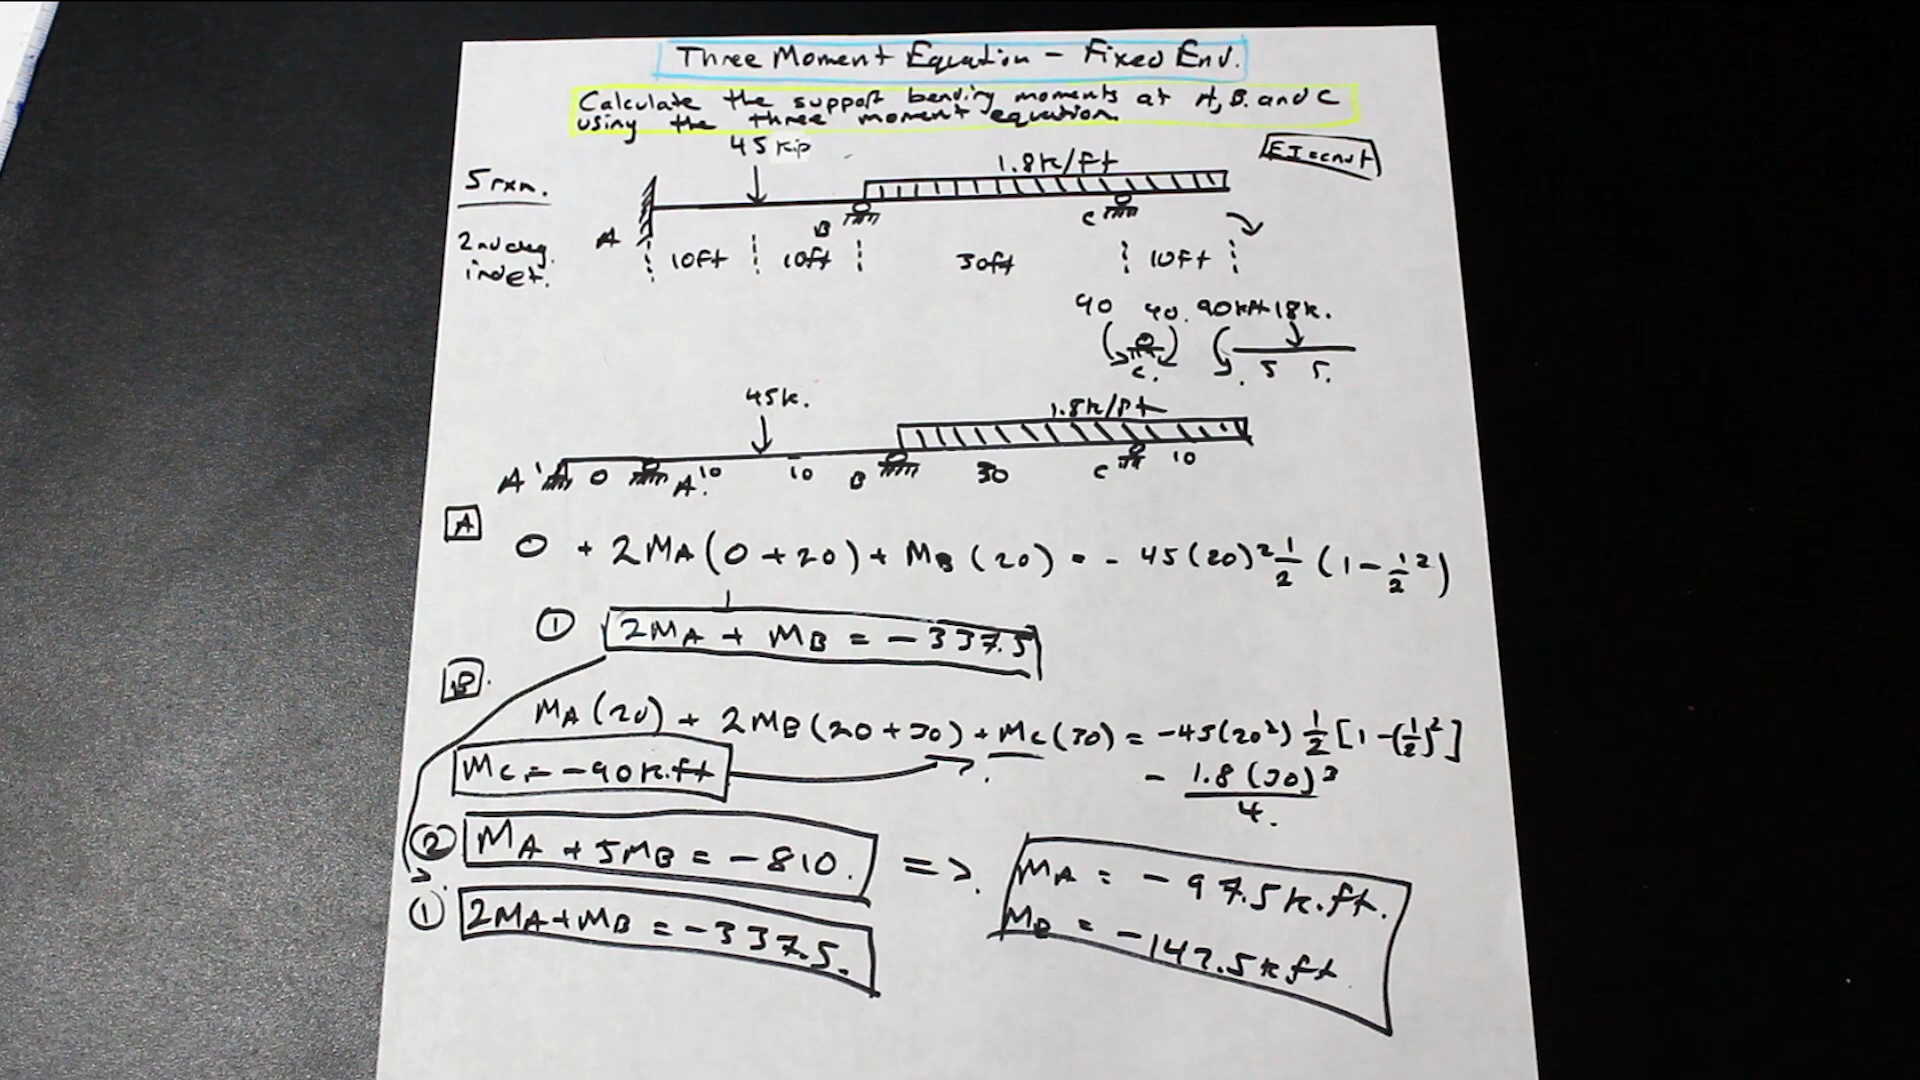 Three Moment Equation - Fixed End.
Calculate the support bending moments at A, B. and C
using the three moment equation.
45 kip
1.8k/ft
EI = const
5 rxn.
2nd deg.
indet.
A
B
C
10ft 10ft 30ft 10ft
90 90. 90kft 18k.
C. 5 5.
45k.
1.8k/ft
A' 0 A. 10 10 B 30 C 10
A
0 + 2MA (0 + 20) + MB (20) = - 45 (20)² 1/2 (1 - 1/2²)
① 2MA + MB = - 337.5
B.
MA (20) + 2MB (20 + 30) + Mc (30) = -45(20²) 1/2 [1 - (1/2)²]
- 1.8 (30)³ / 4.
Mc = -90 k.ft
② MA + 5MB = -810. => MA = - 97.5 k.ft.
① 2MA + MB = - 337.5. MB = -142.5 k ft